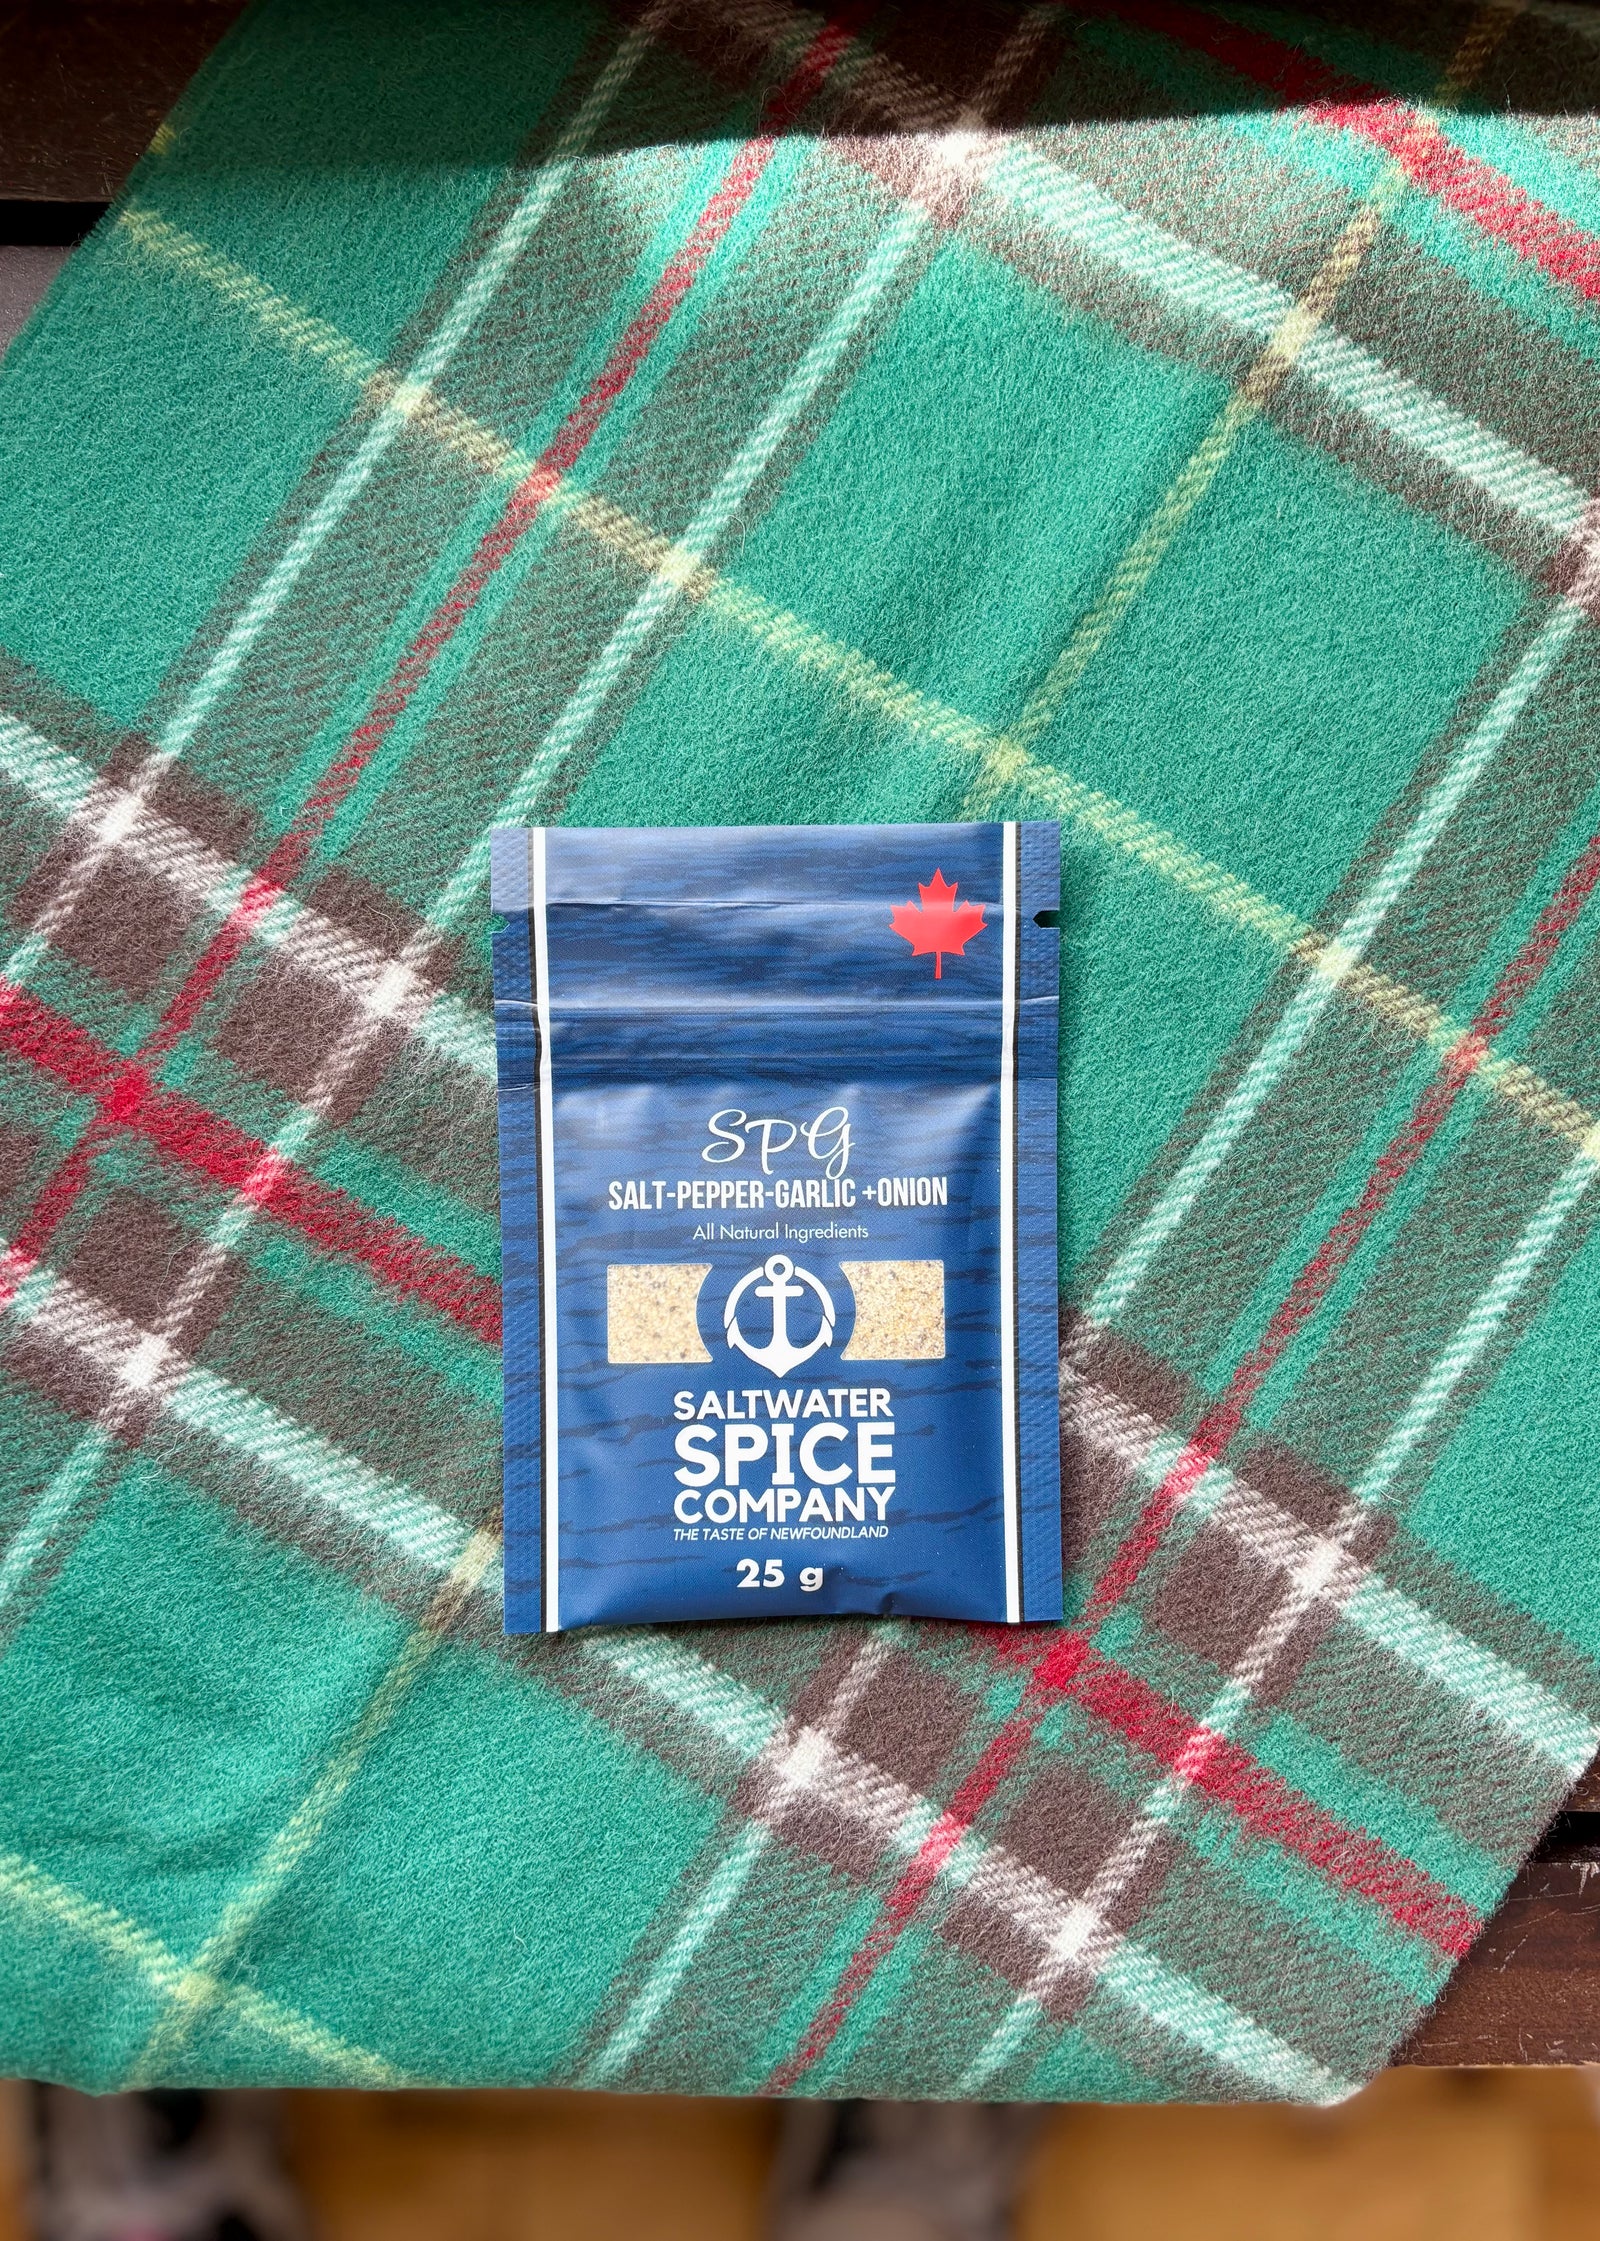 SPG
SALT-PEPPER-GARLIC +ONION
All Natural Ingredients
SALTWATER
SPICE
COMPANY
THE TASTE OF NEWFOUNDLAND
25 g